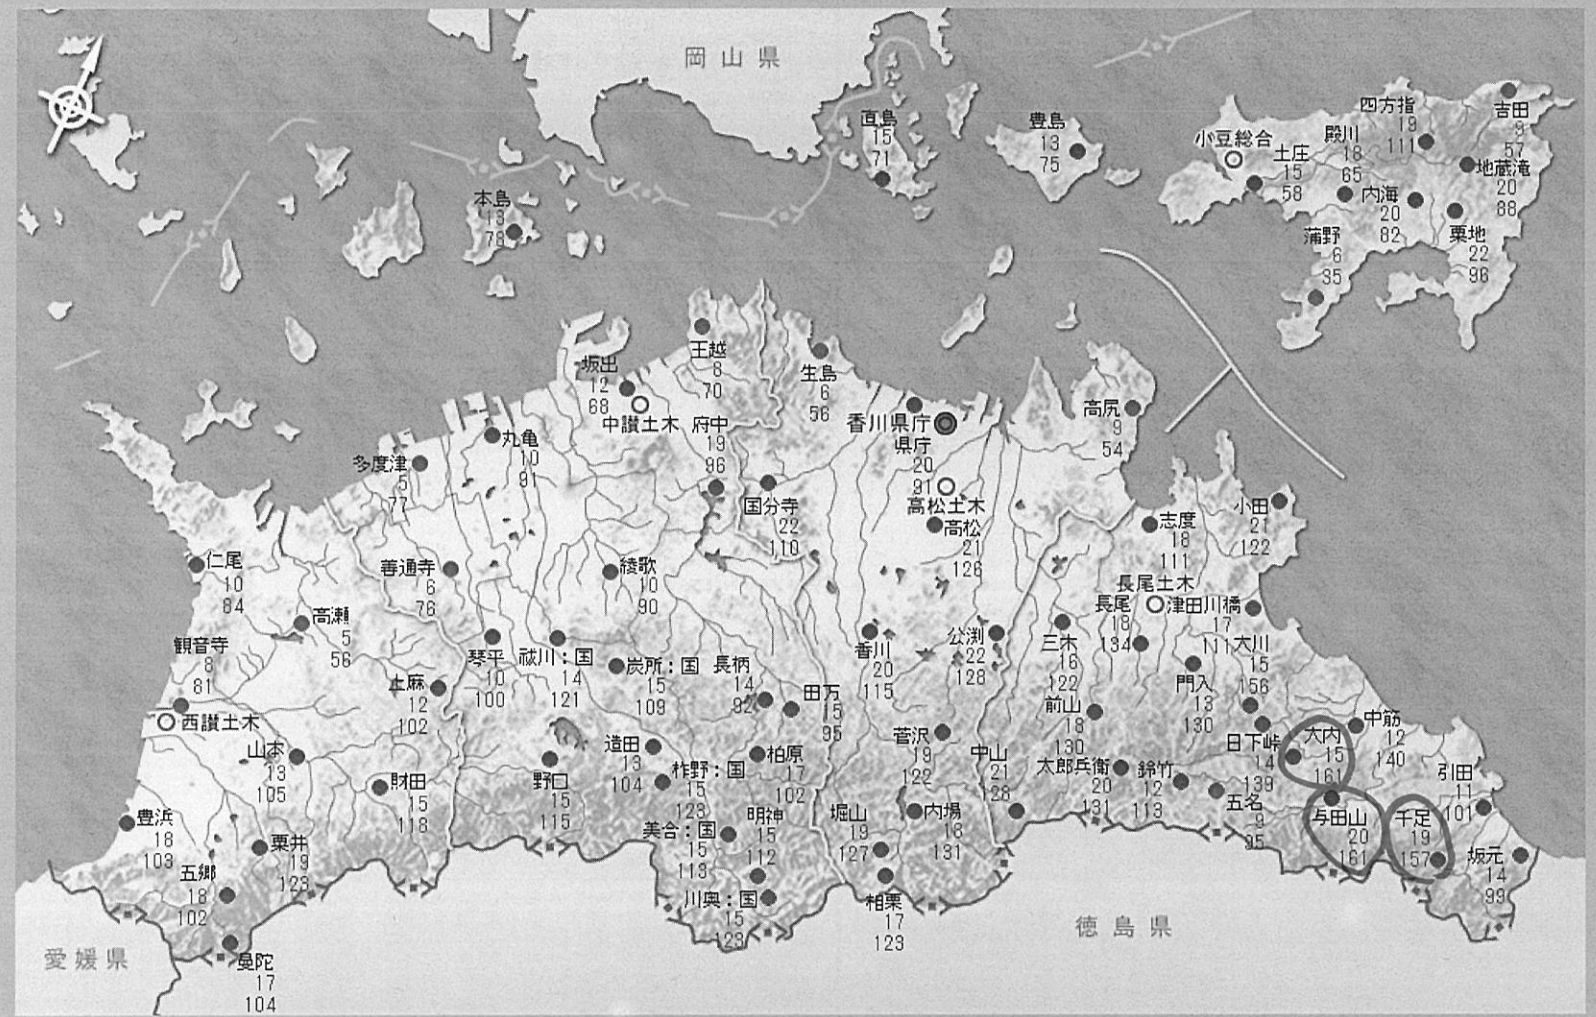 岡山県
直島
15
71
豊島
13
75
小豆総合
土庄
15
58
殿川
18
65
四方指
19
111
吉田
9
57
地蔵滝
20
88
内海
20
82
粟地
22
96
蒲野
6
35
本島
13
78
王越
8
70
坂出
12
68
中讃土木
生島
6
56
府中
19
96
香川県庁
県庁
20
91
高松土木
高松
21
126
高尻
9
54
丸亀
10
91
多度津
5
77
国分寺
22
110
志度
18
111
小田
21
122
仁尾
10
84
善通寺
6
76
綾歌
10
90
長尾土木
長尾
18
134
津田川橋
17
111
大川
15
156
高瀬
5
56
観音寺
8
81
西讃土木
琴平
10
100
祓川:国
14
121
炭所:国
15
109
長柄
14
92
田万
15
95
香川
20
115
公渕
22
128
三木
16
122
門入
13
130
上麻
12
102
前山
18
130
日下峠
14
139
大内
15
161
中筋
12
140
山本
13
105
財田
15
118
野口
15
115
造田
13
104
柞野:国
15
123
柏原
17
102
菅沢
19
122
中山
21
128
太郎兵衛
20
131
鈴竹
12
113
五名
9
95
与田山
20
161
千足
19
157
引田
11
101
坂元
14
99
豊浜
18
103
粟井
19
123
五郷
18
102
曼陀
17
104
美合:国
15
113
明神
15
112
川奥:国
15
123
堀山
19
127
内場
18
131
相栗
17
123
愛媛県
徳島県